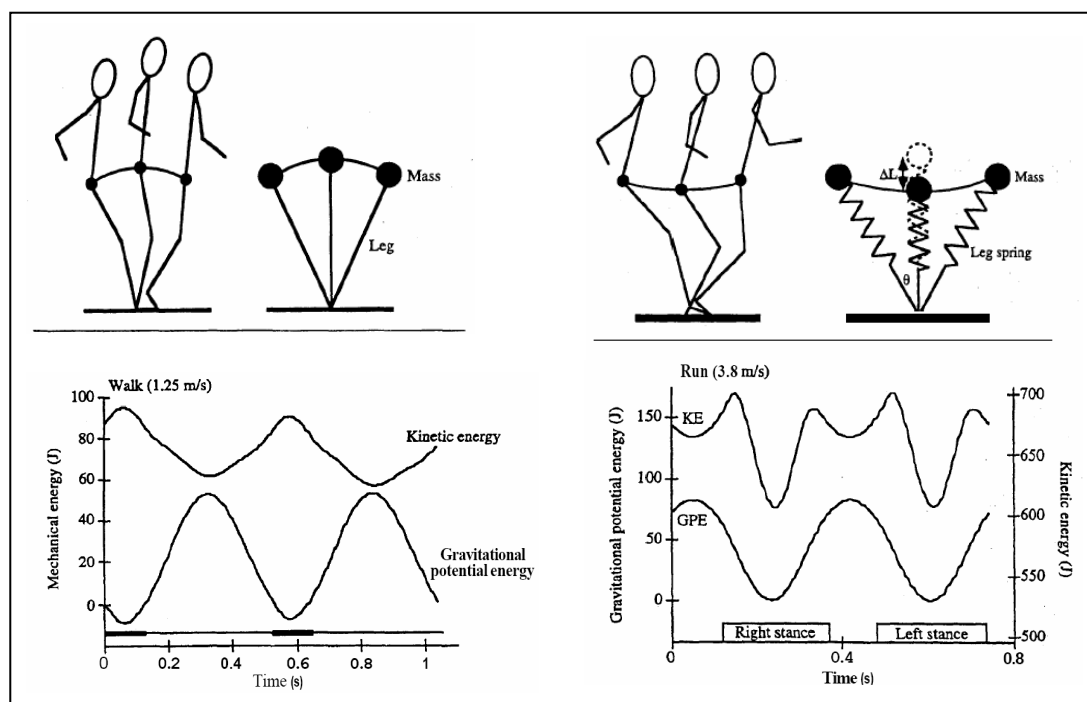 Mass
Leg
ΔL
Mass
Leg spring
θ
Walk (1.25 m/s)
Mechanical energy (J)
100
80
60
40
20
0
Kinetic energy
Gravitational
potential energy
0 0.2 0.4 0.6 0.8 1
Time (s)
Run (3.8 m/s)
Gravitational potential energy (J)
150
100
50
0
KE
GPE
700
650
600
550
500
Kinetic energy (J)
Right stance Left stance
0 0.4 0.8
Time (s)